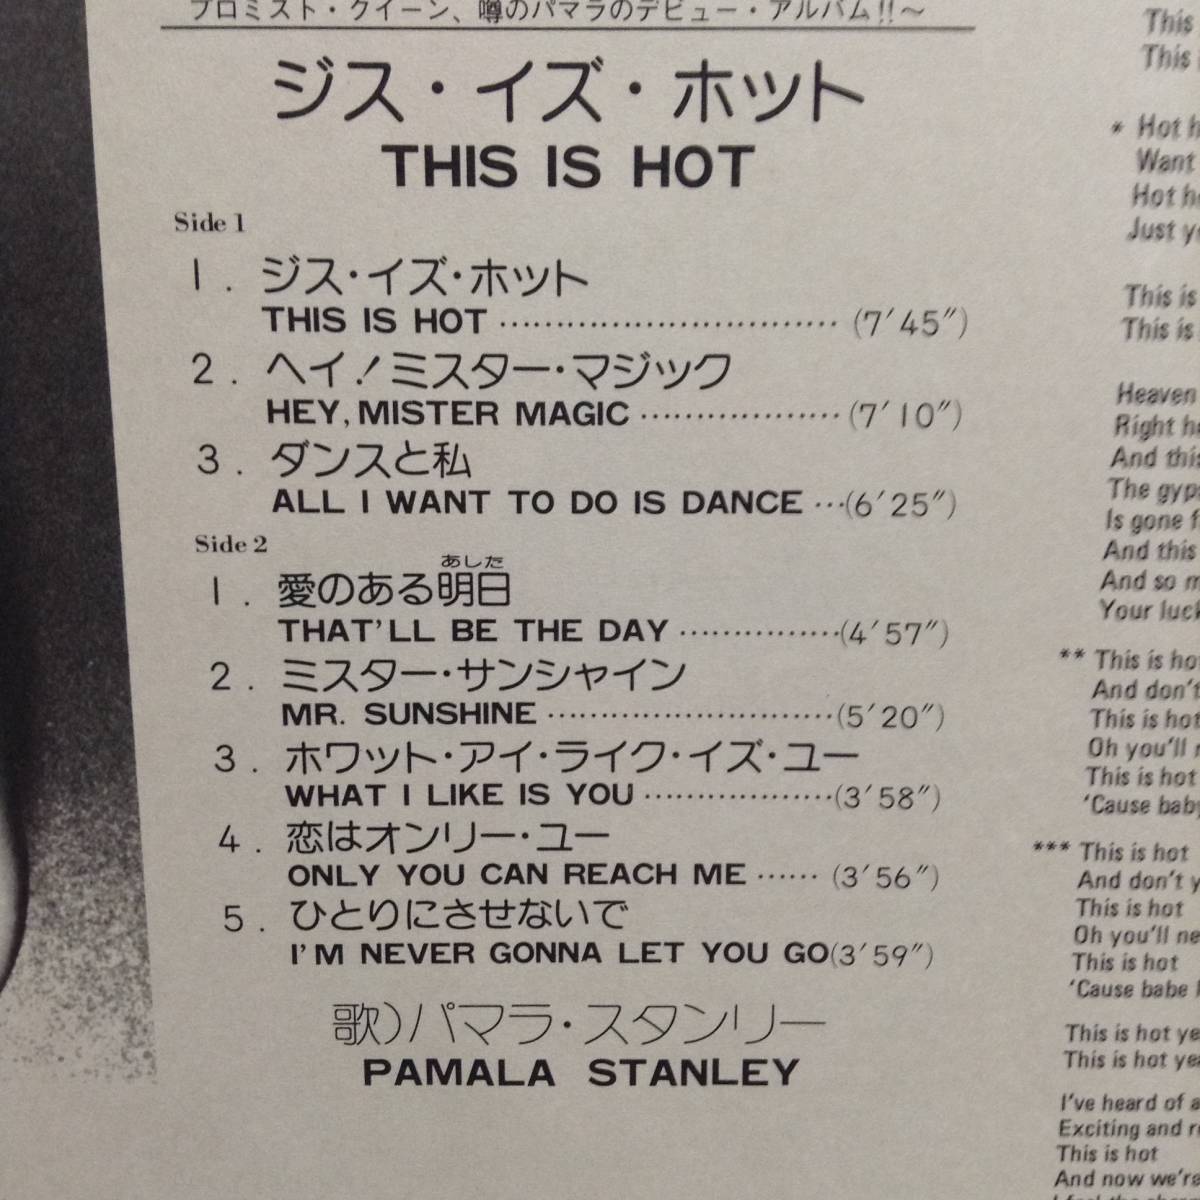 プロミスト・クイーン、噂のパマラのデビュー・アルバム!!〜
ジス・イズ・ホット
THIS IS HOT
Side 1
1. ジス・イズ・ホット
THIS IS HOT ……………………………… (7′45″)
2. ヘイ!ミスター・マジック
HEY, MISTER MAGIC ……………… (7′10″)
3. ダンスと私
ALL I WANT TO DO IS DANCE …(6′25″)
Side 2
あした
1. 愛のある明日
THAT'LL BE THE DAY ……………(4′57″)
2. ミスター・サンシャイン
MR. SUNSHINE ………………………(5′20″)
3. ホワット・アイ・ライク・イズ・ユー
WHAT I LIKE IS YOU ………………(3′58″)
4. 恋はオンリー・ユー
ONLY YOU CAN REACH ME …… (3′56″)
5. ひとりにさせないで
I'M NEVER GONNA LET YOU GO(3′59″)
歌)パマラ・スタンリー
PAMALA STANLEY
This
This
* Hot
Want
Hot
Just
This is
This is
Heaven
Right
And this
The
Is gone
And this
And so
Your
** This is
And don't
This is hot
Oh you'll
This is hot
'Cause baby
*** This is hot
And don't
This is hot
Oh you'll
This is hot
'Cause babe
This is hot
This is hot
I've heard of
Exciting and
This is hot
And now